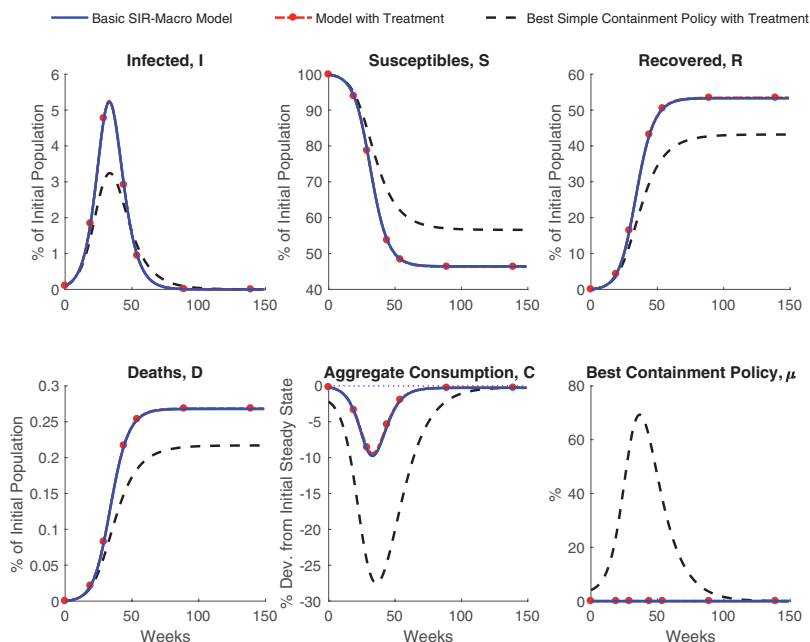 Basic SIR-Macro Model Model with Treatment Best Simple Containment Policy with Treatment
Infected, I
% of Initial Population
6
5
4
3
2
1
0
0 50 100 150
Susceptibles, S
% of Initial Population
100
90
80
70
60
50
40
0 50 100 150
Recovered, R
% of Initial Population
60
50
40
30
20
10
0
0 50 100 150
Deaths, D
% of Initial Population
0.3
0.25
0.2
0.15
0.1
0.05
0
0 50 100 150
Weeks
Aggregate Consumption, C
% Dev. from Initial Steady State
0
-5
-10
-15
-20
-25
-30
0 50 100 150
Weeks
Best Containment Policy, μ
%
80
60
40
20
0
0 50 100 150
Weeks